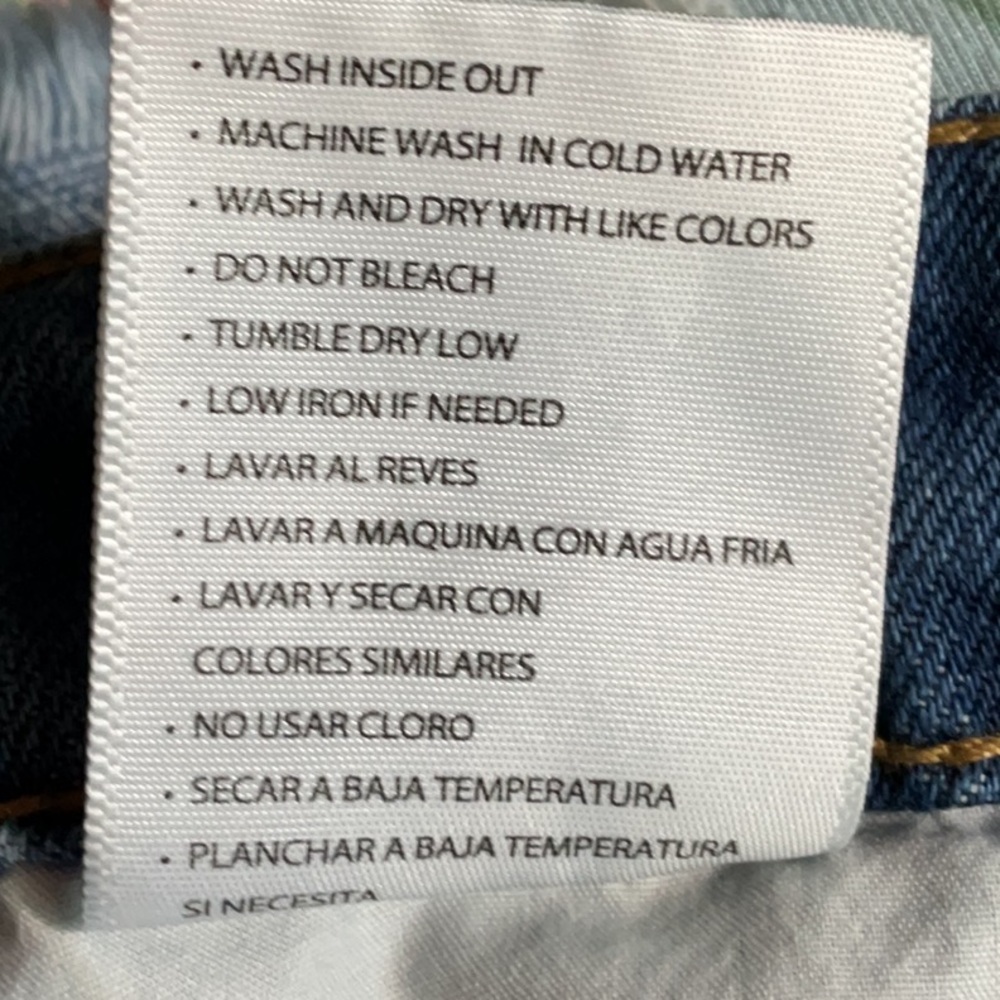 • WASH INSIDE OUT
• MACHINE WASH IN COLD WATER
• WASH AND DRY WITH LIKE COLORS
• DO NOT BLEACH
• TUMBLE DRY LOW
• LOW IRON IF NEEDED
• LAVAR AL REVES
• LAVAR A MAQUINA CON AGUA FRIA
• LAVAR Y SECAR CON
COLORES SIMILARES
• NO USAR CLORO
• SECAR A BAJA TEMPERATURA
• PLANCHAR A BAJA TEMPERATURA
SI NECESITA